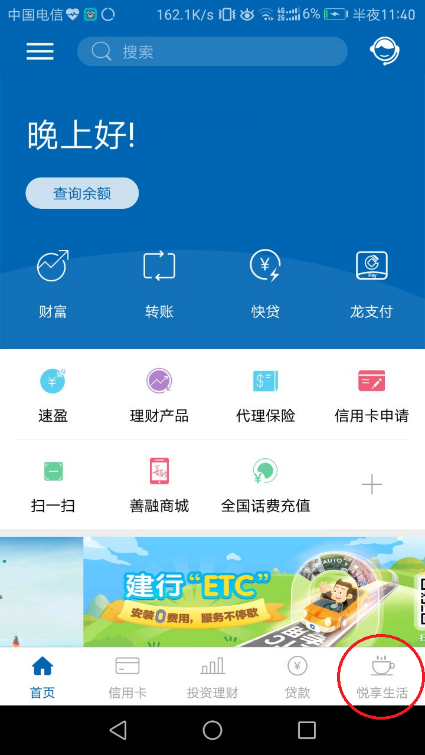 中国电信 162.1K/s 6% 半夜11:40
搜索
晚上好!
查询余额
财富 转账 快贷 龙支付
速盈 理财产品 代理保险 信用卡申请
扫一扫 善融商城 全国话费充值
建行“ETC”
安装0费用，服务不停歇
首页 信用卡 投资理财 贷款 悦享生活